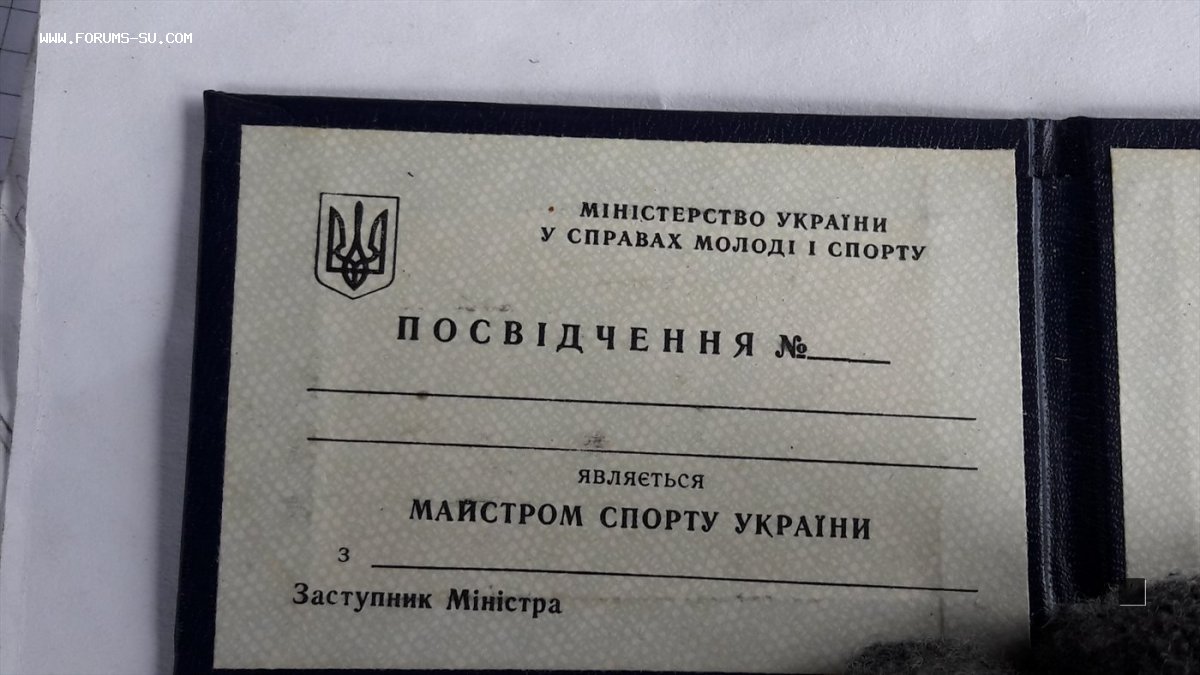 WWW.FORUMS-SU.COM
МІНІСТЕРСТВО УКРАЇНИ
У СПРАВАХ МОЛОДІ І СПОРТУ
ПОСВІДЧЕННЯ №
являється
МАЙСТРОМ СПОРТУ УКРАЇНИ
з
Заступник Міністра